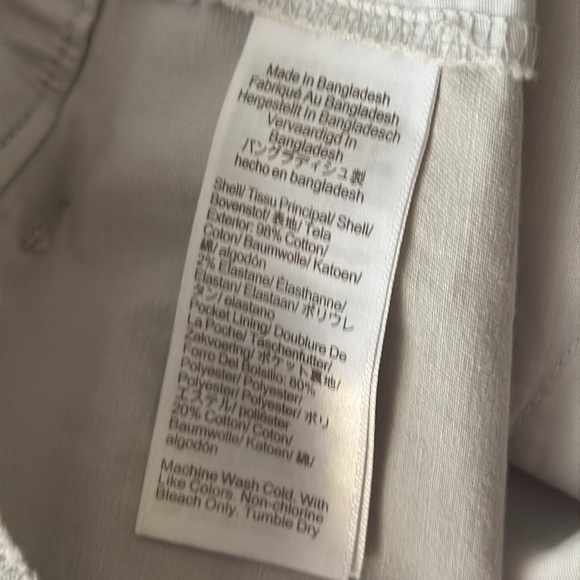 Made In Bangladesh
Fabriqué Au Bangladesh
Hergestellt In Bangladesch
Vervaardigd In
Bangladesh
バングラディシュ製
hecho en bangladesh
Shell/ Tissu Principal/ Shell/
Bovenstof/ 表地/ Tela
Exterior: 98% Cotton/
Coton/ Baumwolle/ Katoen/
綿/ algodón
2% Elastane/ Élasthanne/
Elastan/ Elastaan/ ポリウレ
タン/ elastano
Pocket Lining/ Doublure De
La Poche/ Taschenfutter/
Zakvoering/ ポケット裏地/
Forro Del Bolsillo: 80%
Polyester/ Polyester/
Polyester/ Polyester/ ポリ
エステル/ poliéster
20% Cotton/ Coton/
Baumwolle/ Katoen/ 綿/
algodón
Machine Wash Cold, With
Like Colors, Non-chlorine
Bleach Only, Tumble Dry